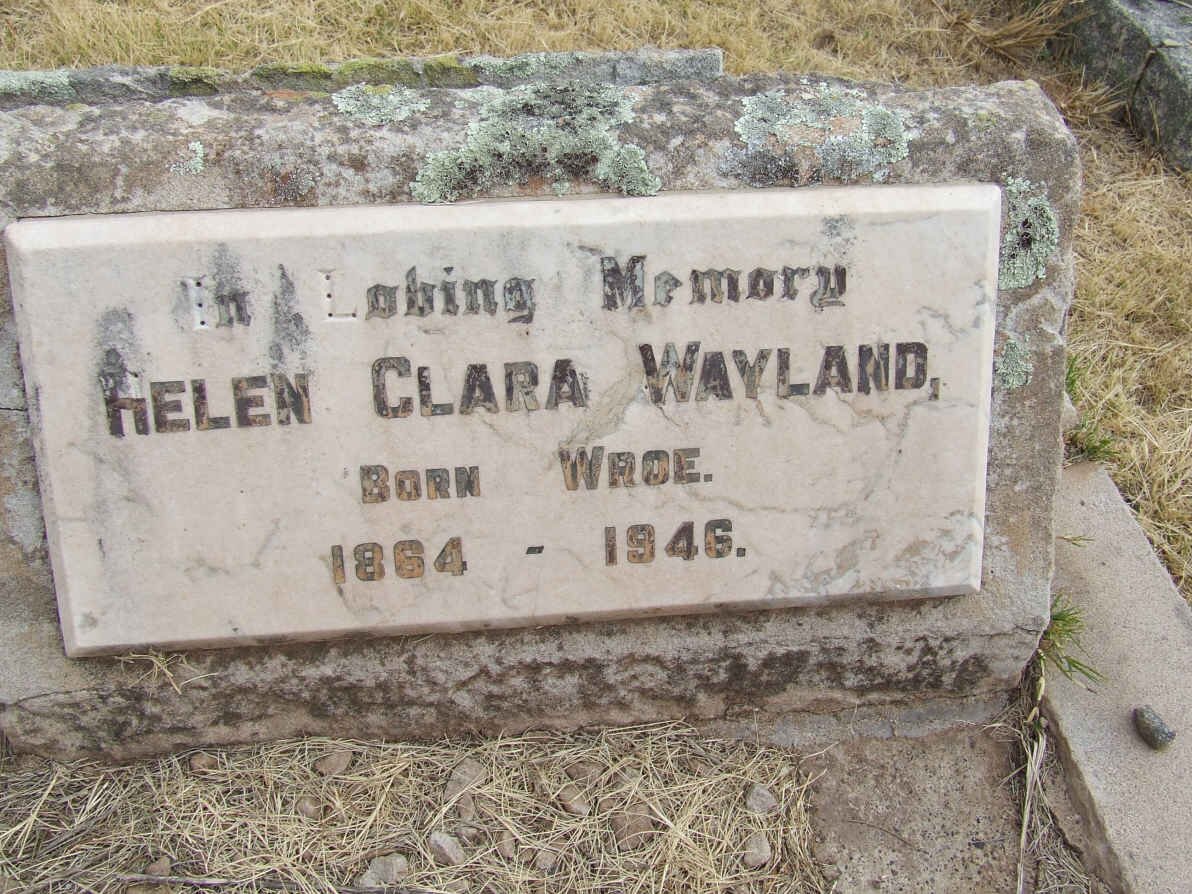 In Loving Memory
HELEN CLARA WAYLAND,
BORN WROE.
1864 - 1946.